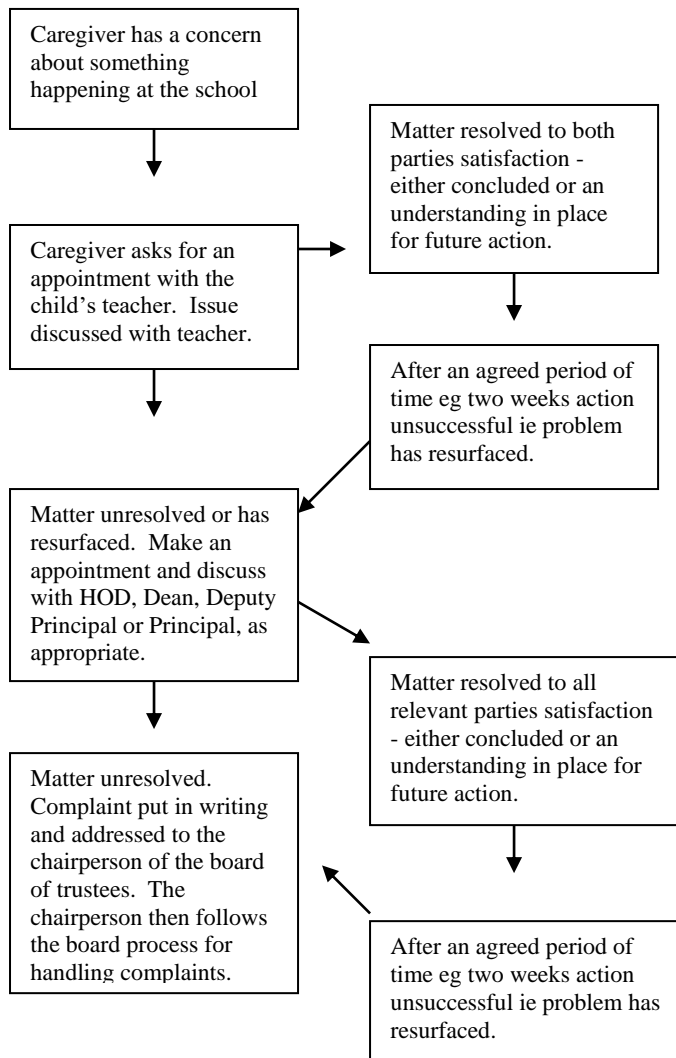 Caregiver has a concern
about something
happening at the school
Matter resolved to both
parties satisfaction -
either concluded or an
understanding in place
for future action.
Caregiver asks for an
appointment with the
child’s teacher.  Issue
discussed with teacher.
After an agreed period of
time eg two weeks action
unsuccessful ie problem
has resurfaced.
Matter unresolved or has
resurfaced.  Make an
appointment and discuss
with HOD, Dean, Deputy
Principal or Principal, as
appropriate.
Matter resolved to all
relevant parties satisfaction
- either concluded or an
understanding in place for
future action.
Matter unresolved.
Complaint put in writing
and addressed to the
chairperson of the board
of trustees.  The
chairperson then follows
the board process for
handling complaints.
After an agreed period of
time eg two weeks action
unsuccessful ie problem has
resurfaced.